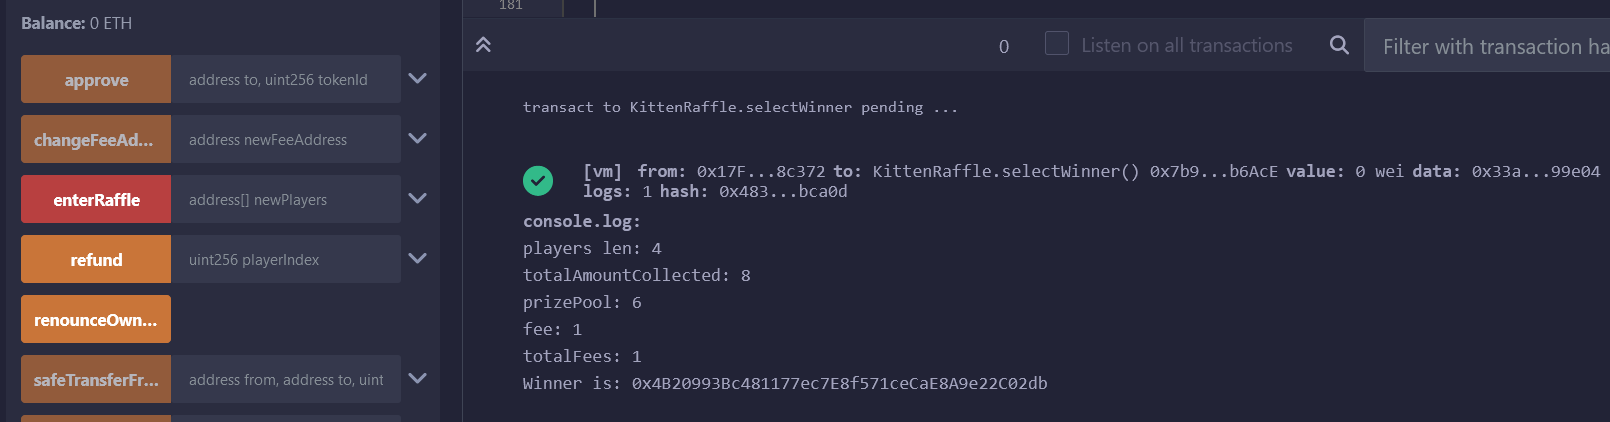 Balance: 0 ETH
approve address to, uint256 tokenId
changeFeeAd... address newFeeAddress
enterRaffle address[] newPlayers
refund uint256 playerIndex
renounceOwn...
safeTransferFr... address from, address to, uint
181
0 Listen on all transactions Filter with transaction ha
transact to KittenRaffle.selectWinner pending ...
[vm] from: 0x17F...8c372 to: KittenRaffle.selectWinner() 0x7b9...b6AcE value: 0 wei data: 0x33a...99e04
logs: 1 hash: 0x483...bca0d
console.log:
players len: 4
totalAmountCollected: 8
prizePool: 6
fee: 1
totalFees: 1
Winner is: 0x4B20993Bc481177ec7E8f571ceCaE8A9e22C02db